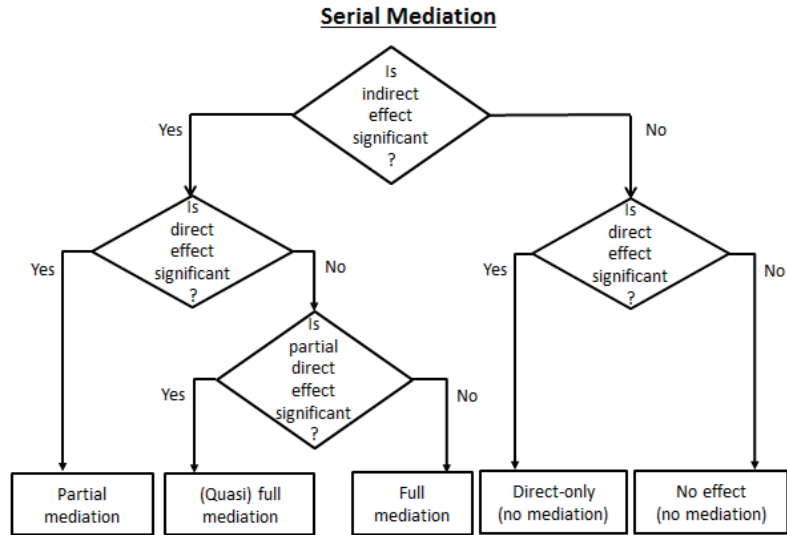 Serial Mediation
Is
indirect
effect
significant
?
Yes
No
Is
direct
effect
significant
?
Yes
No
Is
direct
effect
significant
?
Yes
No
Is
partial
direct
effect
significant
?
Yes
No
Partial
mediation
(Quasi) full
mediation
Full
mediation
Direct-only
(no mediation)
No effect
(no mediation)